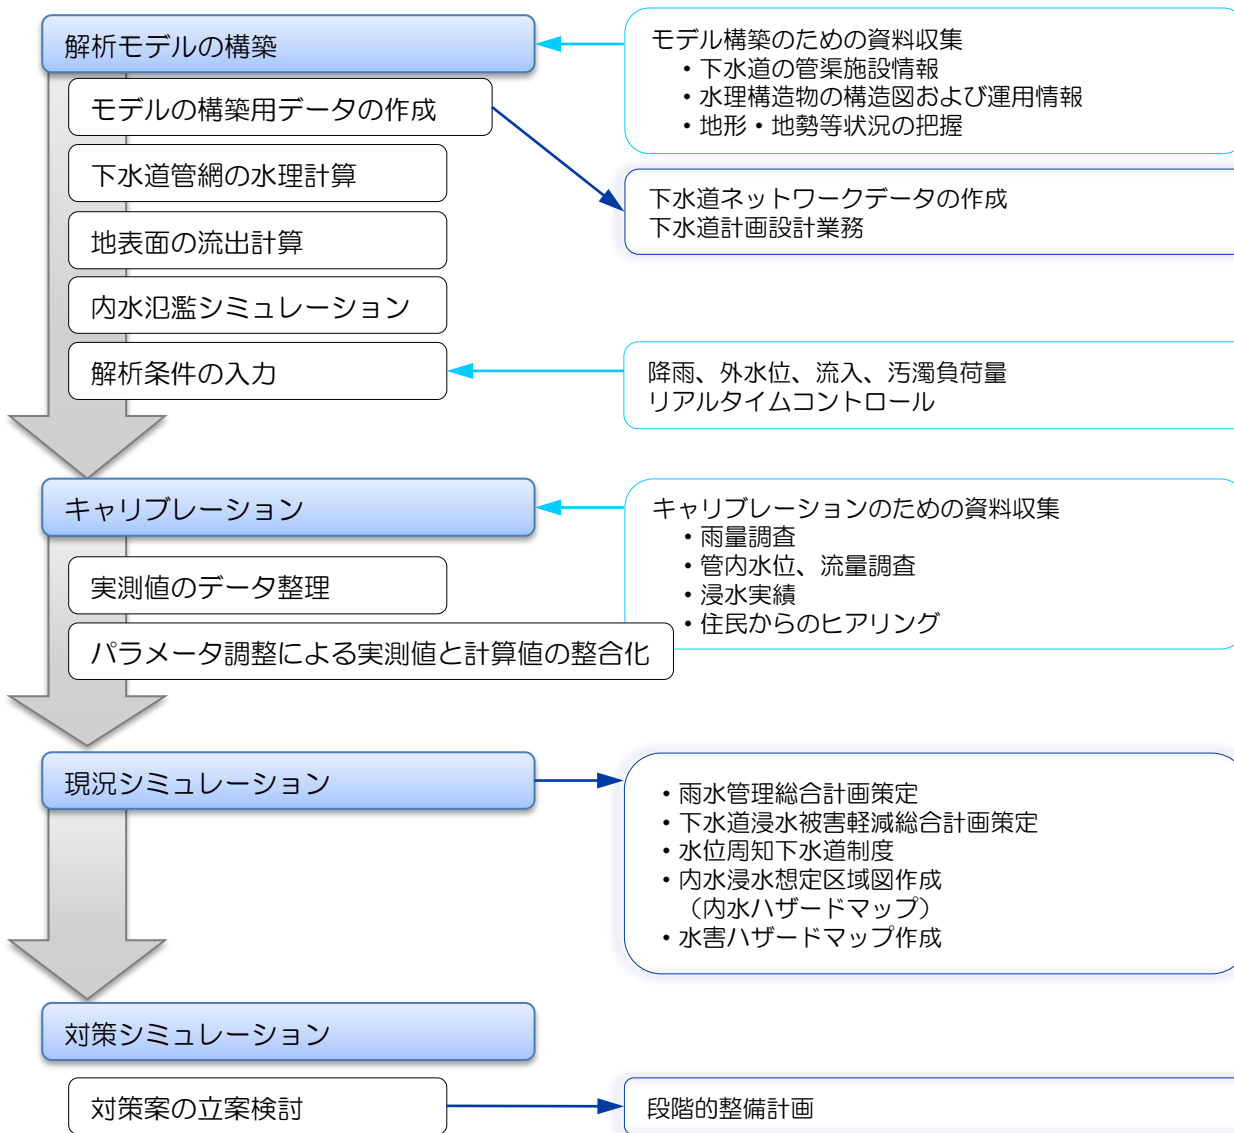 解析モデルの構築
モデル構築のための資料収集
・下水道の管渠施設情報
・水理構造物の構造図および運用情報
・地形・地勢等状況の把握
モデルの構築用データの作成
下水道ネットワークデータの作成
下水道計画設計業務
下水道管網の水理計算
地表面の流出計算
内水氾濫シミュレーション
解析条件の入力
降雨、外水位、流入、汚濁負荷量
リアルタイムコントロール
キャリブレーション
キャリブレーションのための資料収集
・雨量調査
・管内水位、流量調査
・浸水実績
・住民からのヒアリング
実測値のデータ整理
パラメータ調整による実測値と計算値の整合化
現況シミュレーション
・雨水管理総合計画策定
・下水道浸水被害軽減総合計画策定
・水位周知下水道制度
・内水浸水想定区域図作成
（内水ハザードマップ）
・水害ハザードマップ作成
対策シミュレーション
対策案の立案検討
段階的整備計画